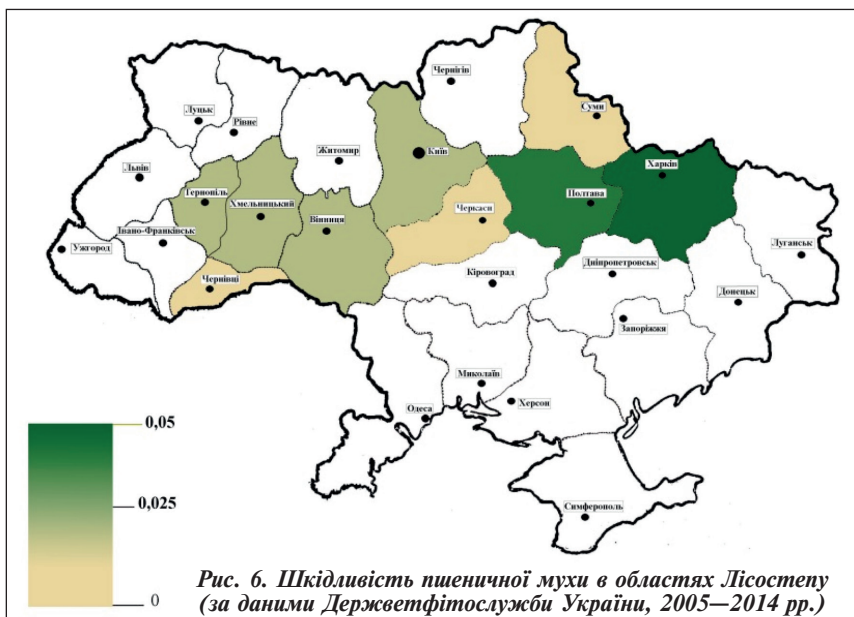 Чернігів
Суми
Луцьк
Рівне
Житомир
Київ
Львів
Харків
Тернопіль
Хмельницький
Полтава
Вінниця
Черкаси
Івано-Франківськ
Ужгород
Луганськ
Чернівці
Кіровоград
Дніпропетровськ
Донецьк
Запоріжжя
Миколаїв
Херсон
Одеса
Симферополь
0,05
0,025
0
Рис. 6. Шкідливість пшеничної мухи в областях Лісостепу
(за даними Держветфітослужби України, 2005—2014 рр.)